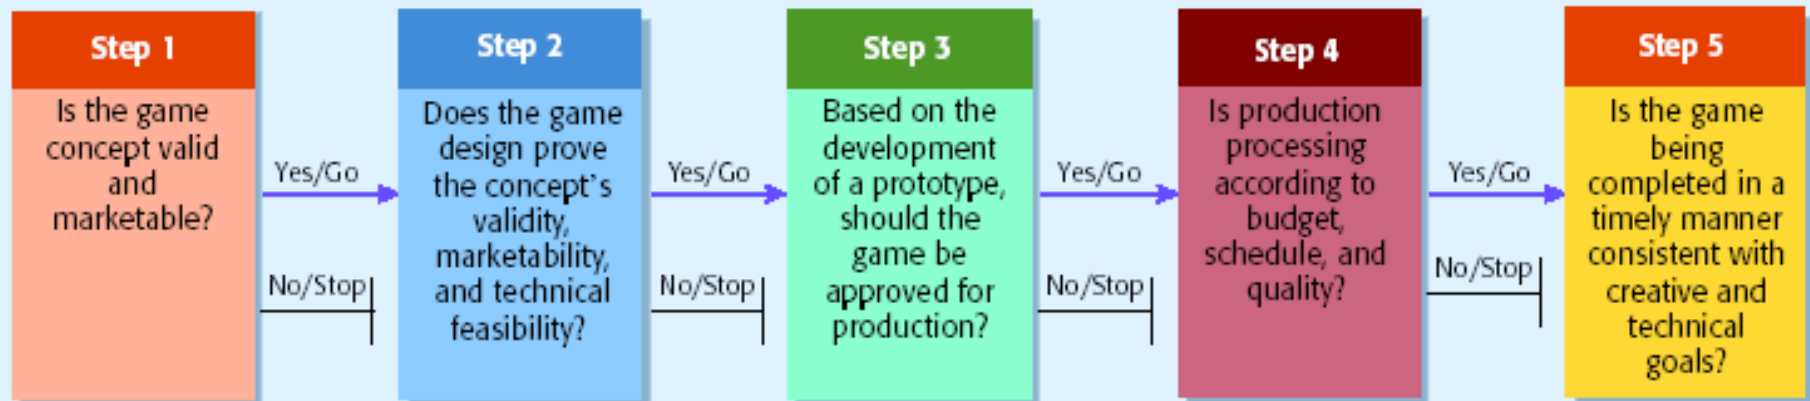 Step 1
Is the game
concept valid
and
marketable?
Yes/Go
No/Stop
Step 2
Does the game
design prove
the concept's
validity,
marketability,
and technical
feasibility?
Yes/Go
No/Stop
Step 3
Based on the
development
of a prototype,
should the
game be
approved for
production?
Yes/Go
No/Stop
Step 4
Is production
processing
according to
budget,
schedule, and
quality?
Yes/Go
No/Stop
Step 5
Is the game
being
completed in a
timely manner
consistent with
creative and
technical
goals?